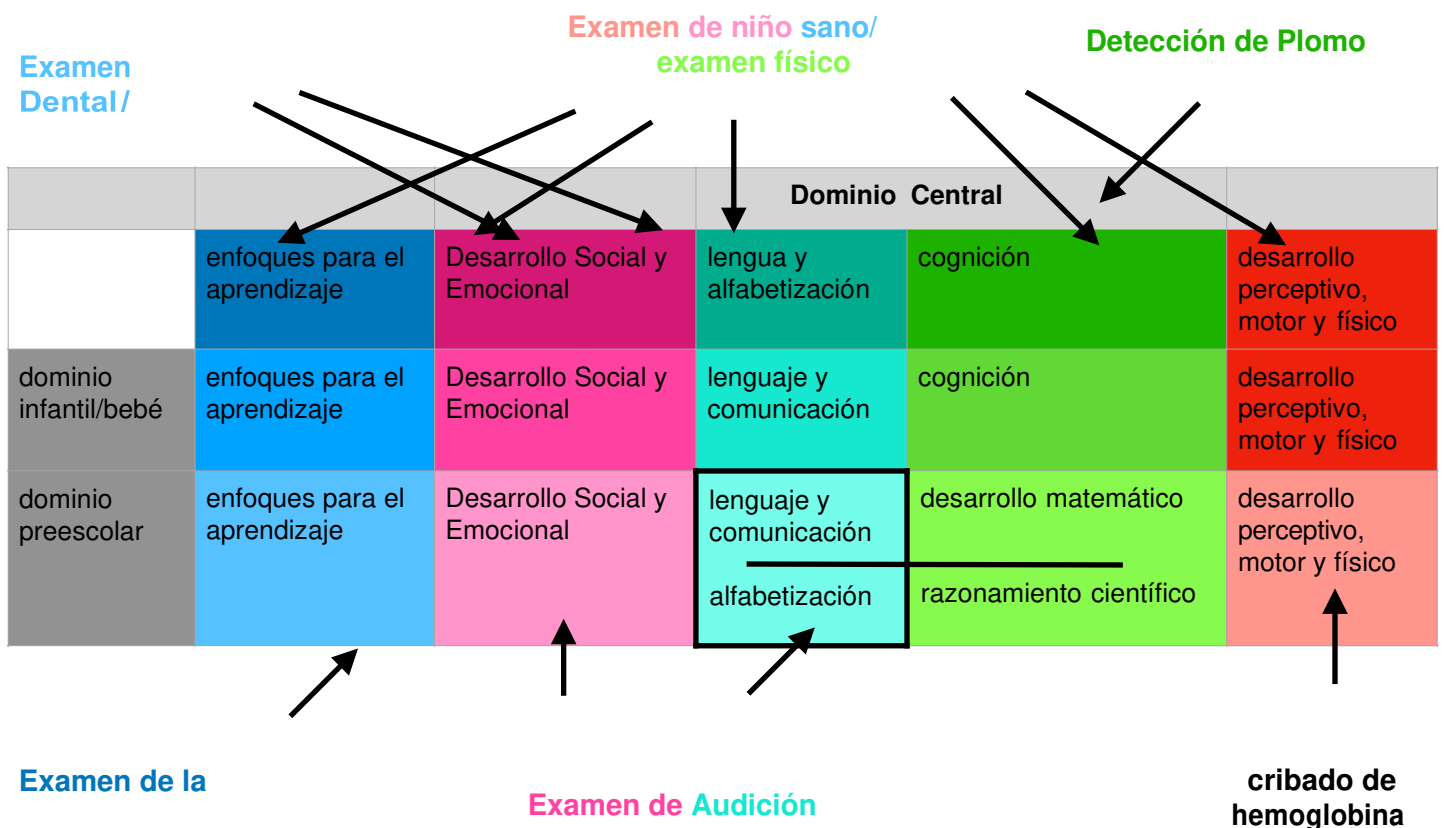 Examen de niño sano/
examen físico
Detección de Plomo
Examen
Dental/
Dominio Central
enfoques para el
aprendizaje
Desarrollo Social y
Emocional
lengua y
alfabetización
cognición
desarrollo
perceptivo,
motor y físico
dominio
infantil/bebé
enfoques para el
aprendizaje
Desarrollo Social y
Emocional
lenguaje y
comunicación
cognición
desarrollo
perceptivo,
motor y físico
dominio
preescolar
enfoques para el
aprendizaje
Desarrollo Social y
Emocional
lenguaje y
comunicación
alfabetización
desarrollo matemático
razonamiento científico
desarrollo
perceptivo,
motor y físico
Examen de la
Examen de Audición
cribado de
hemoglobina